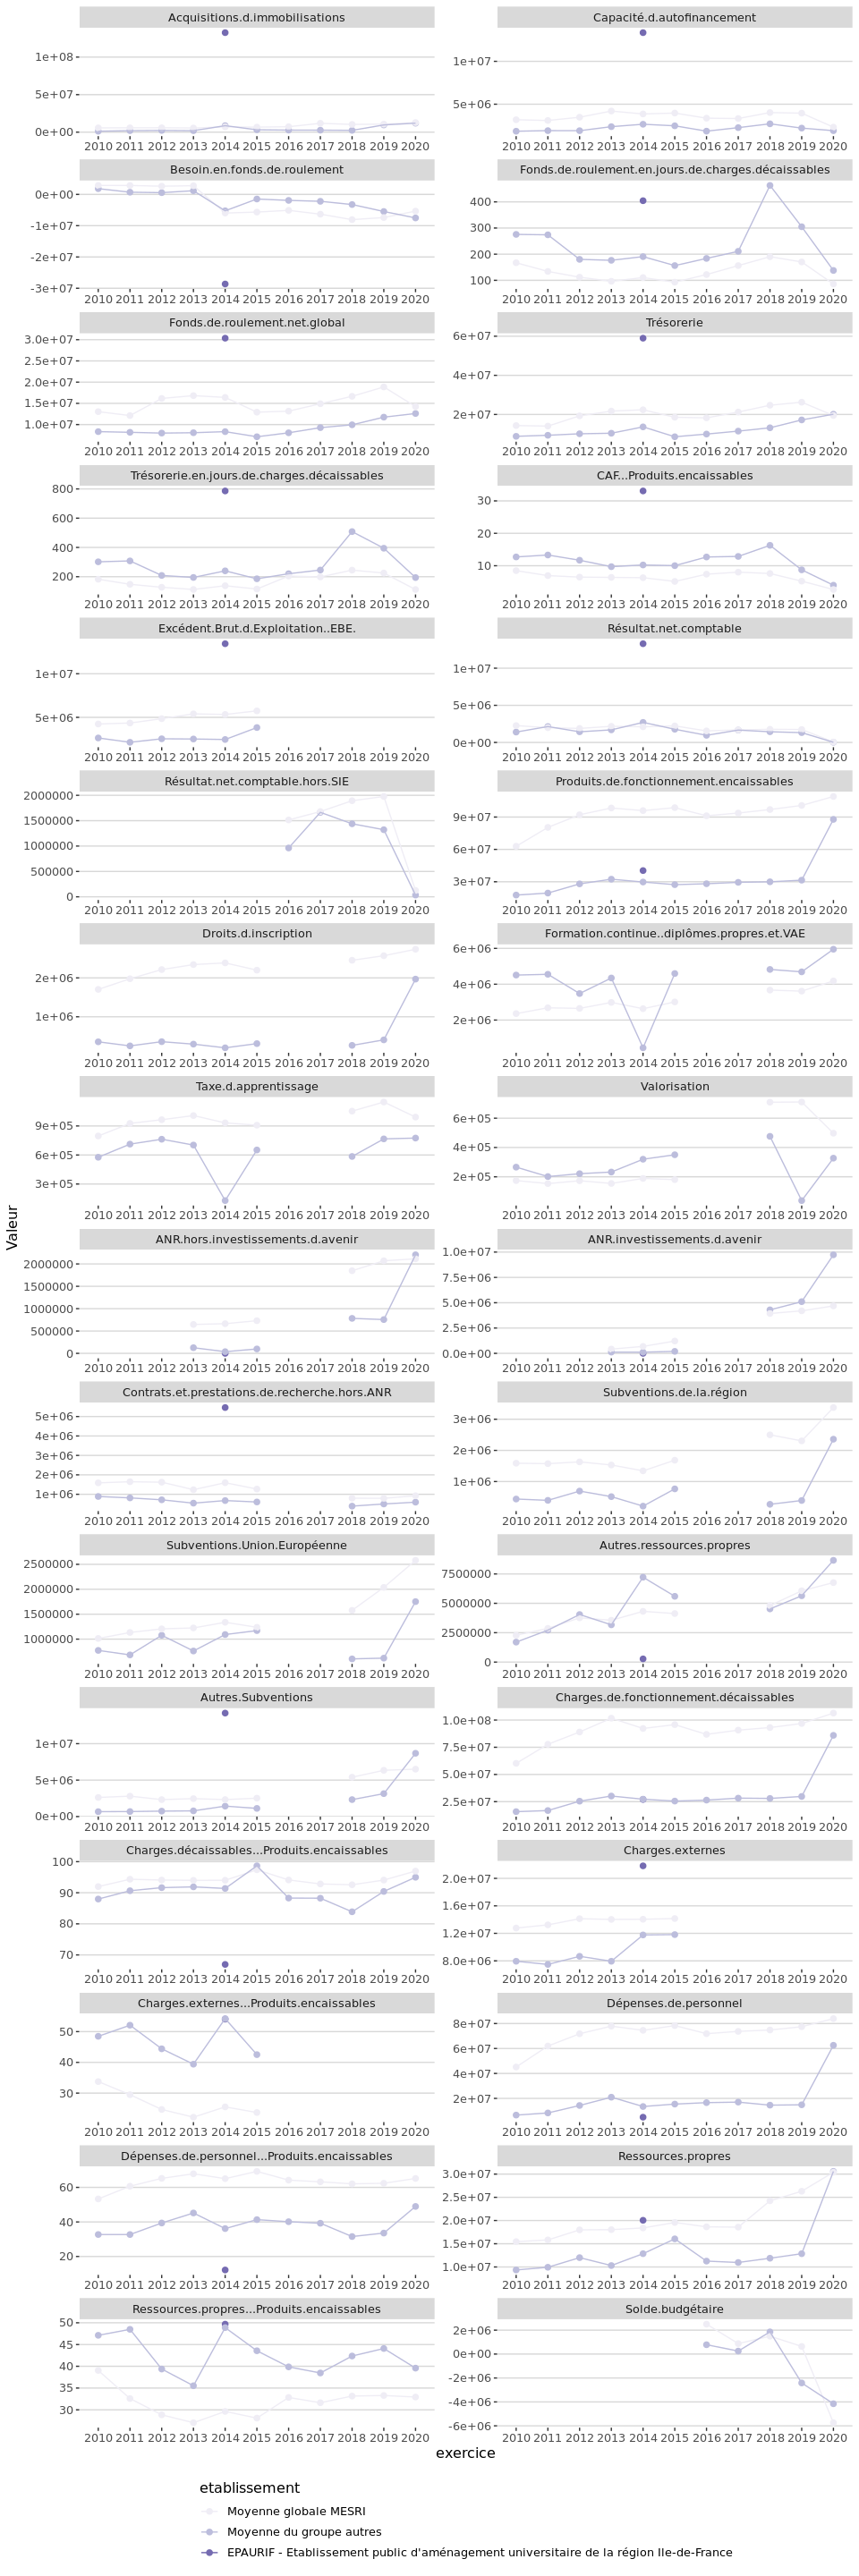 Acquisitions.d.immobilisations
Capacité.d.autofinancement
1e+08
5e+07
0e+00
1e+07
5e+06
2010 2011 2012 2013 2014 2015 2016 2017 2018 2019 2020
2010 2011 2012 2013 2014 2015 2016 2017 2018 2019 2020
Besoin.en.fonds.de.roulement
Fonds.de.roulement.en.jours.de.charges.décaissables
0e+00
-1e+07
-2e+07
-3e+07
400
300
200
100
2010 2011 2012 2013 2014 2015 2016 2017 2018 2019 2020
2010 2011 2012 2013 2014 2015 2016 2017 2018 2019 2020
Fonds.de.roulement.net.global
Trésorerie
3.0e+07
2.5e+07
2.0e+07
1.5e+07
1.0e+07
6e+07
4e+07
2e+07
2010 2011 2012 2013 2014 2015 2016 2017 2018 2019 2020
2010 2011 2012 2013 2014 2015 2016 2017 2018 2019 2020
Trésorerie.en.jours.de.charges.décaissables
CAF...Produits.encaissables
800
600
400
200
30
20
10
2010 2011 2012 2013 2014 2015 2016 2017 2018 2019 2020
2010 2011 2012 2013 2014 2015 2016 2017 2018 2019 2020
Excédent.Brut.d.Exploitation..EBE.
Résultat.net.comptable
1e+07
5e+06
1e+07
5e+06
0e+00
2010 2011 2012 2013 2014 2015 2016 2017 2018 2019 2020
2010 2011 2012 2013 2014 2015 2016 2017 2018 2019 2020
Résultat.net.comptable.hors.SIE
Produits.de.fonctionnement.encaissables
2000000
1500000
1000000
500000
0
9e+07
6e+07
3e+07
2010 2011 2012 2013 2014 2015 2016 2017 2018 2019 2020
2010 2011 2012 2013 2014 2015 2016 2017 2018 2019 2020
Droits.d.inscription
Formation.continue..diplômes.propres.et.VAE
2e+06
1e+06
6e+06
4e+06
2e+06
2010 2011 2012 2013 2014 2015 2016 2017 2018 2019 2020
2010 2011 2012 2013 2014 2015 2016 2017 2018 2019 2020
Taxe.d.apprentissage
Valorisation
9e+05
6e+05
3e+05
6e+05
4e+05
2e+05
2010 2011 2012 2013 2014 2015 2016 2017 2018 2019 2020
2010 2011 2012 2013 2014 2015 2016 2017 2018 2019 2020
Valeur
ANR.hors.investissements.d.avenir
ANR.investissements.d.avenir
2000000
1500000
1000000
500000
0
1.0e+07
7.5e+06
5.0e+06
2.5e+06
0.0e+00
2010 2011 2012 2013 2014 2015 2016 2017 2018 2019 2020
2010 2011 2012 2013 2014 2015 2016 2017 2018 2019 2020
Contrats.et.prestations.de.recherche.hors.ANR
Subventions.de.la.région
5e+06
4e+06
3e+06
2e+06
1e+06
3e+06
2e+06
1e+06
2010 2011 2012 2013 2014 2015 2016 2017 2018 2019 2020
2010 2011 2012 2013 2014 2015 2016 2017 2018 2019 2020
Subventions.Union.Européenne
Autres.ressources.propres
2500000
2000000
1500000
1000000
7500000
5000000
2500000
0
2010 2011 2012 2013 2014 2015 2016 2017 2018 2019 2020
2010 2011 2012 2013 2014 2015 2016 2017 2018 2019 2020
Autres.Subventions
Charges.de.fonctionnement.décaissables
1e+07
5e+06
0e+00
1.0e+08
7.5e+07
5.0e+07
2.5e+07
2010 2011 2012 2013 2014 2015 2016 2017 2018 2019 2020
2010 2011 2012 2013 2014 2015 2016 2017 2018 2019 2020
Charges.décaissables...Produits.encaissables
Charges.externes
100
90
80
70
2.0e+07
1.6e+07
1.2e+07
8.0e+06
2010 2011 2012 2013 2014 2015 2016 2017 2018 2019 2020
2010 2011 2012 2013 2014 2015 2016 2017 2018 2019 2020
Charges.externes...Produits.encaissables
Dépenses.de.personnel
50
40
30
8e+07
6e+07
4e+07
2e+07
2010 2011 2012 2013 2014 2015 2016 2017 2018 2019 2020
2010 2011 2012 2013 2014 2015 2016 2017 2018 2019 2020
Dépenses.de.personnel...Produits.encaissables
Ressources.propres
60
40
20
3.0e+07
2.5e+07
2.0e+07
1.5e+07
1.0e+07
2010 2011 2012 2013 2014 2015 2016 2017 2018 2019 2020
2010 2011 2012 2013 2014 2015 2016 2017 2018 2019 2020
Ressources.propres...Produits.encaissables
Solde.budgétaire
50
45
40
35
30
2e+06
0e+00
-2e+06
-4e+06
-6e+06
2010 2011 2012 2013 2014 2015 2016 2017 2018 2019 2020
2010 2011 2012 2013 2014 2015 2016 2017 2018 2019 2020
exercice
etablissement
Moyenne globale MESRI
Moyenne du groupe autres
EPAURIF - Etablissement public d'aménagement universitaire de la région Ile-de-France